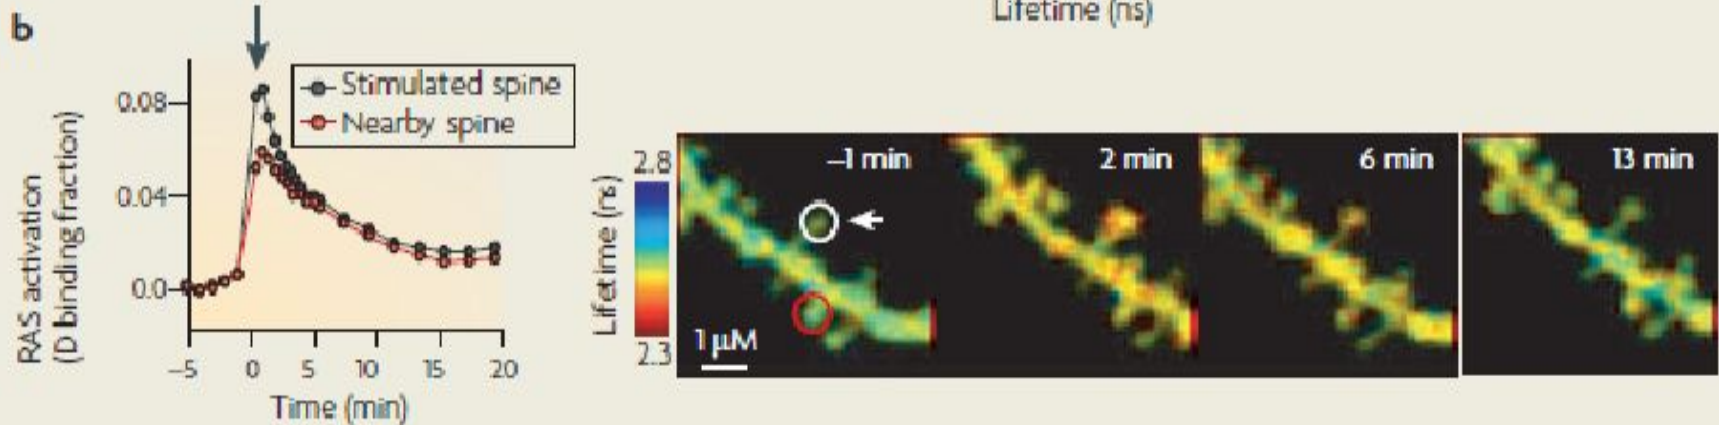 b
Lifetime (ns)
Stimulated spine
Nearby spine
RAS activation
(D binding fraction)
0.08
0.04
0.0
-5 0 5 10 15 20
Time (min)
Lifetime (ns)
2.8
2.3
–1 min
2 min
6 min
13 min
1 μM